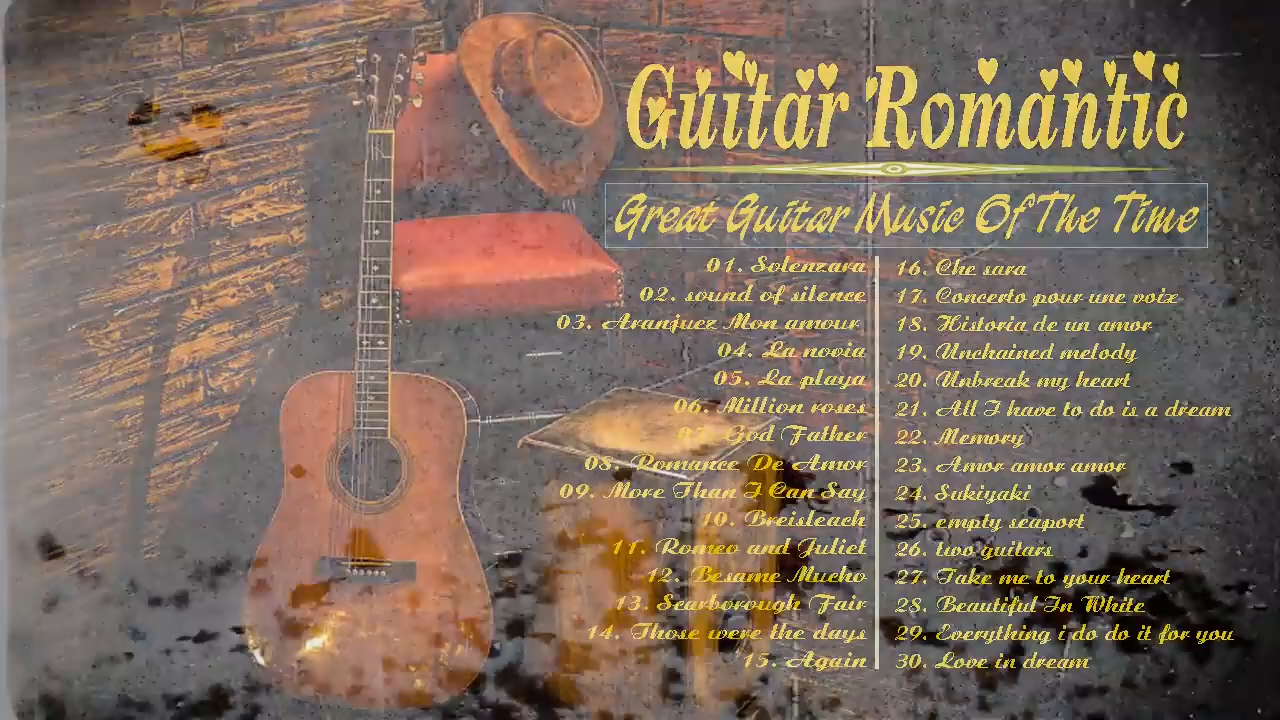 Guitar Romantic
Great Guitar Music Of The Time
01. Solenzara
02. sound of silence
03. Aranjuez Mon amour
04. La novia
05. La playa
06. Million roses
07. God Father
08. Romance De Amor
09. More Than I Can Say
10. Breisleach
11. Romeo and Juliet
12. Besame Mucho
13. Scarborough Fair
14. Those were the days
15. Again
16. Che sara
17. Concerto pour une voix
18. Historia de un amor
19. Unchained melody
20. Unbreak my heart
21. All I have to do is a dream
22. Memory
23. Amor amor amor
24. Sukiyaki
25. empty seaport
26. two guitars
27. Take me to your heart
28. Beautiful In White
29. Everything i do do it for you
30. Love in dream